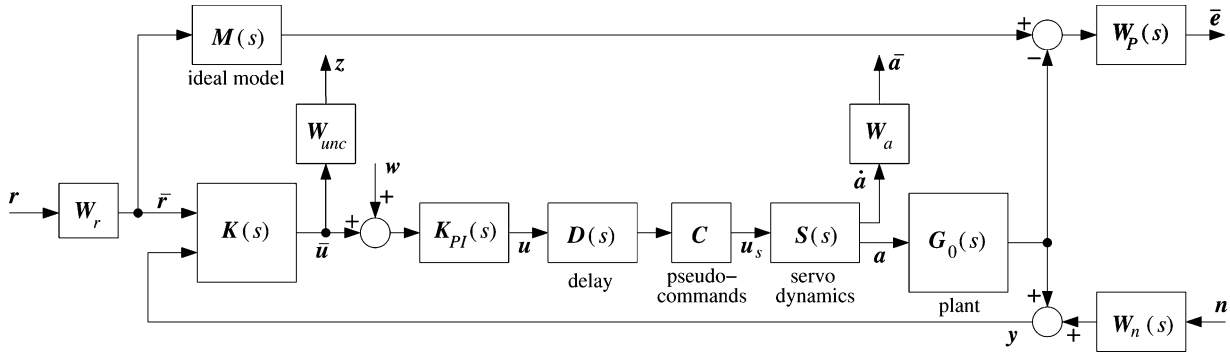 M(s)
ideal model
+
−
W_P(s)
ē
z
ā
W_unc
W_a
w
ȧ
r
W_r
r̄
K(s)
ū
+
+
K_PI(s)
u
D(s)
delay
C
pseudo−
commands
u_s
S(s)
servo
dynamics
a
G_0(s)
plant
+
+
y
W_n(s)
n